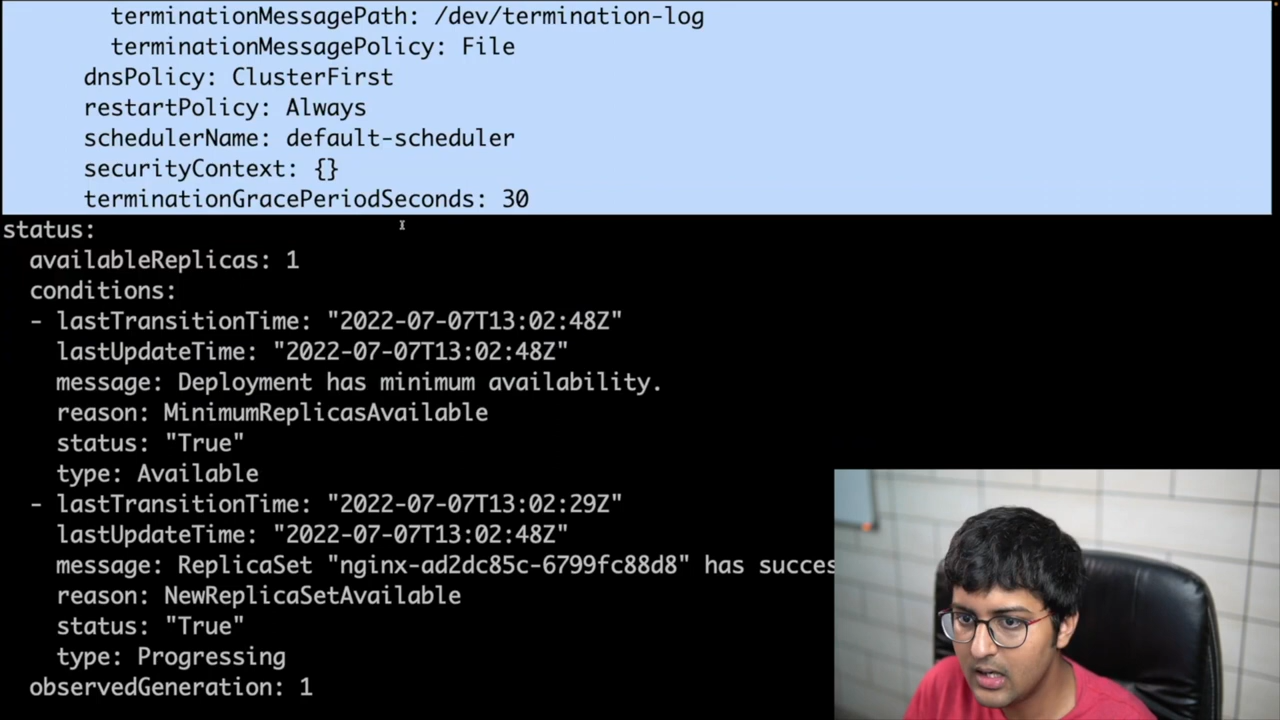 terminationMessagePath: /dev/termination-log
terminationMessagePolicy: File
dnsPolicy: ClusterFirst
restartPolicy: Always
schedulerName: default-scheduler
securityContext: {}
terminationGracePeriodSeconds: 30
status:
availableReplicas: 1
conditions:
- lastTransitionTime: "2022-07-07T13:02:48Z"
lastUpdateTime: "2022-07-07T13:02:48Z"
message: Deployment has minimum availability.
reason: MinimumReplicasAvailable
status: "True"
type: Available
- lastTransitionTime: "2022-07-07T13:02:29Z"
lastUpdateTime: "2022-07-07T13:02:48Z"
message: ReplicaSet "nginx-ad2dc85c-6799fc88d8" has succes
reason: NewReplicaSetAvailable
status: "True"
type: Progressing
observedGeneration: 1